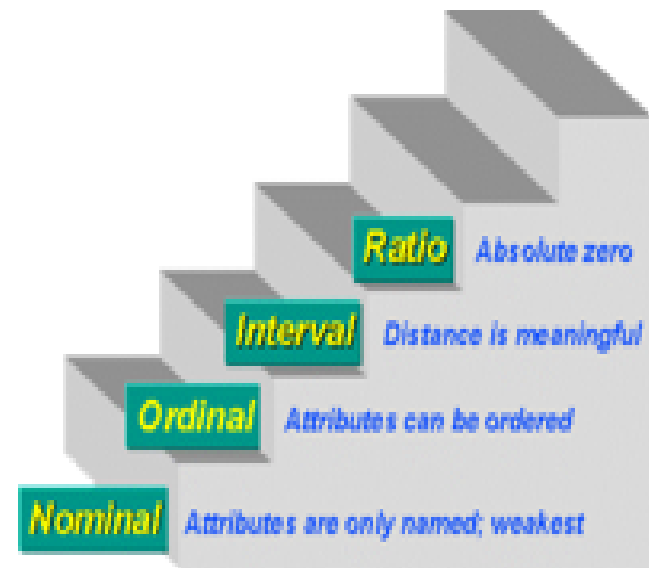 Ratio Absolute zero
Interval Distance is meaningful
Ordinal Attributes can be ordered
Nominal Attributes are only named; weakest